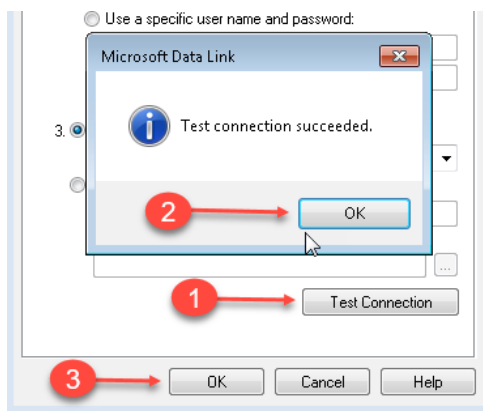 Use a specific user name and password:
Microsoft Data Link
3.
Test connection succeeded.
2
OK
...
1
Test Connection
3
OK
Cancel
Help